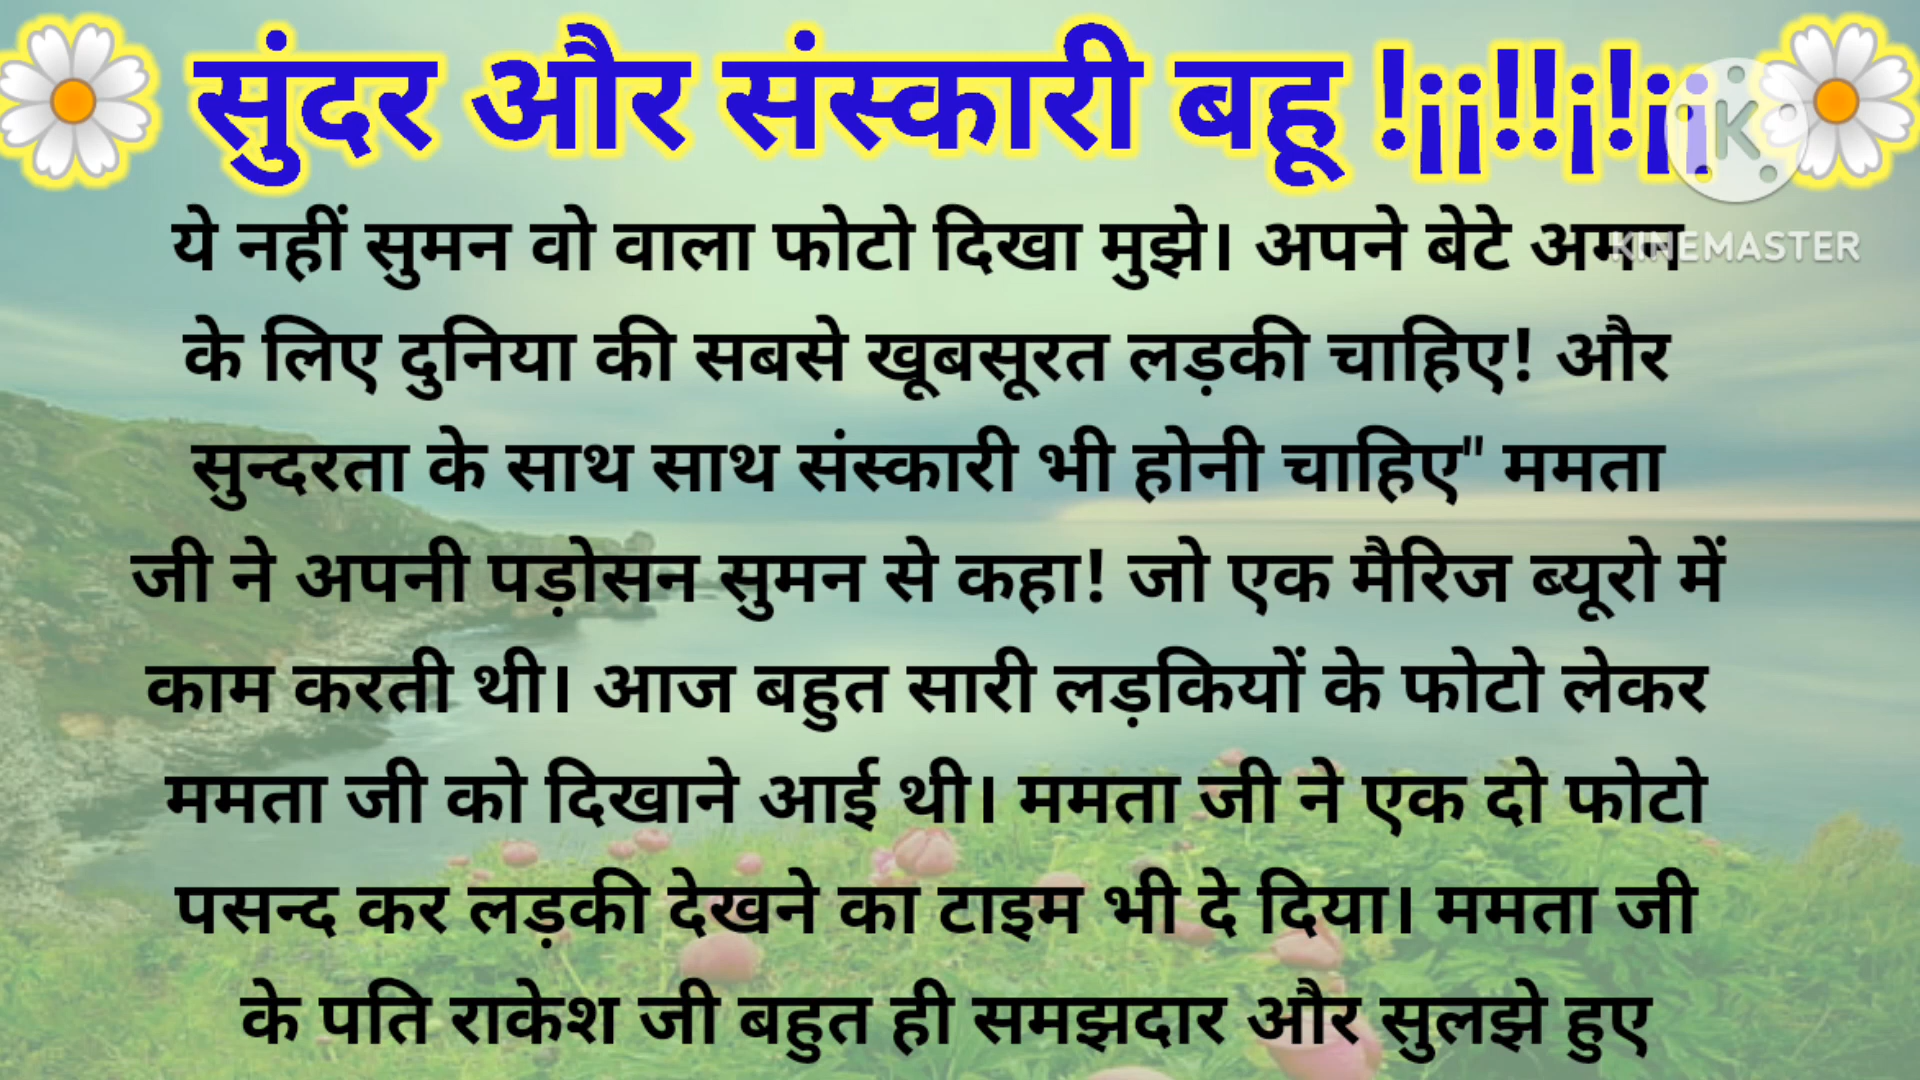 सुंदर और संस्कारी बहू !¡¡!!¡!¡¡
ये नहीं सुमन वो वाला फोटो दिखा मुझे। अपने बेटे अमन
KINEMASTER
के लिए दुनिया की सबसे खूबसूरत लड़की चाहिए! और
सुन्दरता के साथ साथ संस्कारी भी होनी चाहिए" ममता
जी ने अपनी पड़ोसन सुमन से कहा! जो एक मैरिज ब्यूरो में
काम करती थी। आज बहुत सारी लड़कियों के फोटो लेकर
ममता जी को दिखाने आई थी। ममता जी ने एक दो फोटो
पसन्द कर लड़की देखने का टाइम भी दे दिया। ममता जी
के पति राकेश जी बहुत ही समझदार और सुलझे हुए